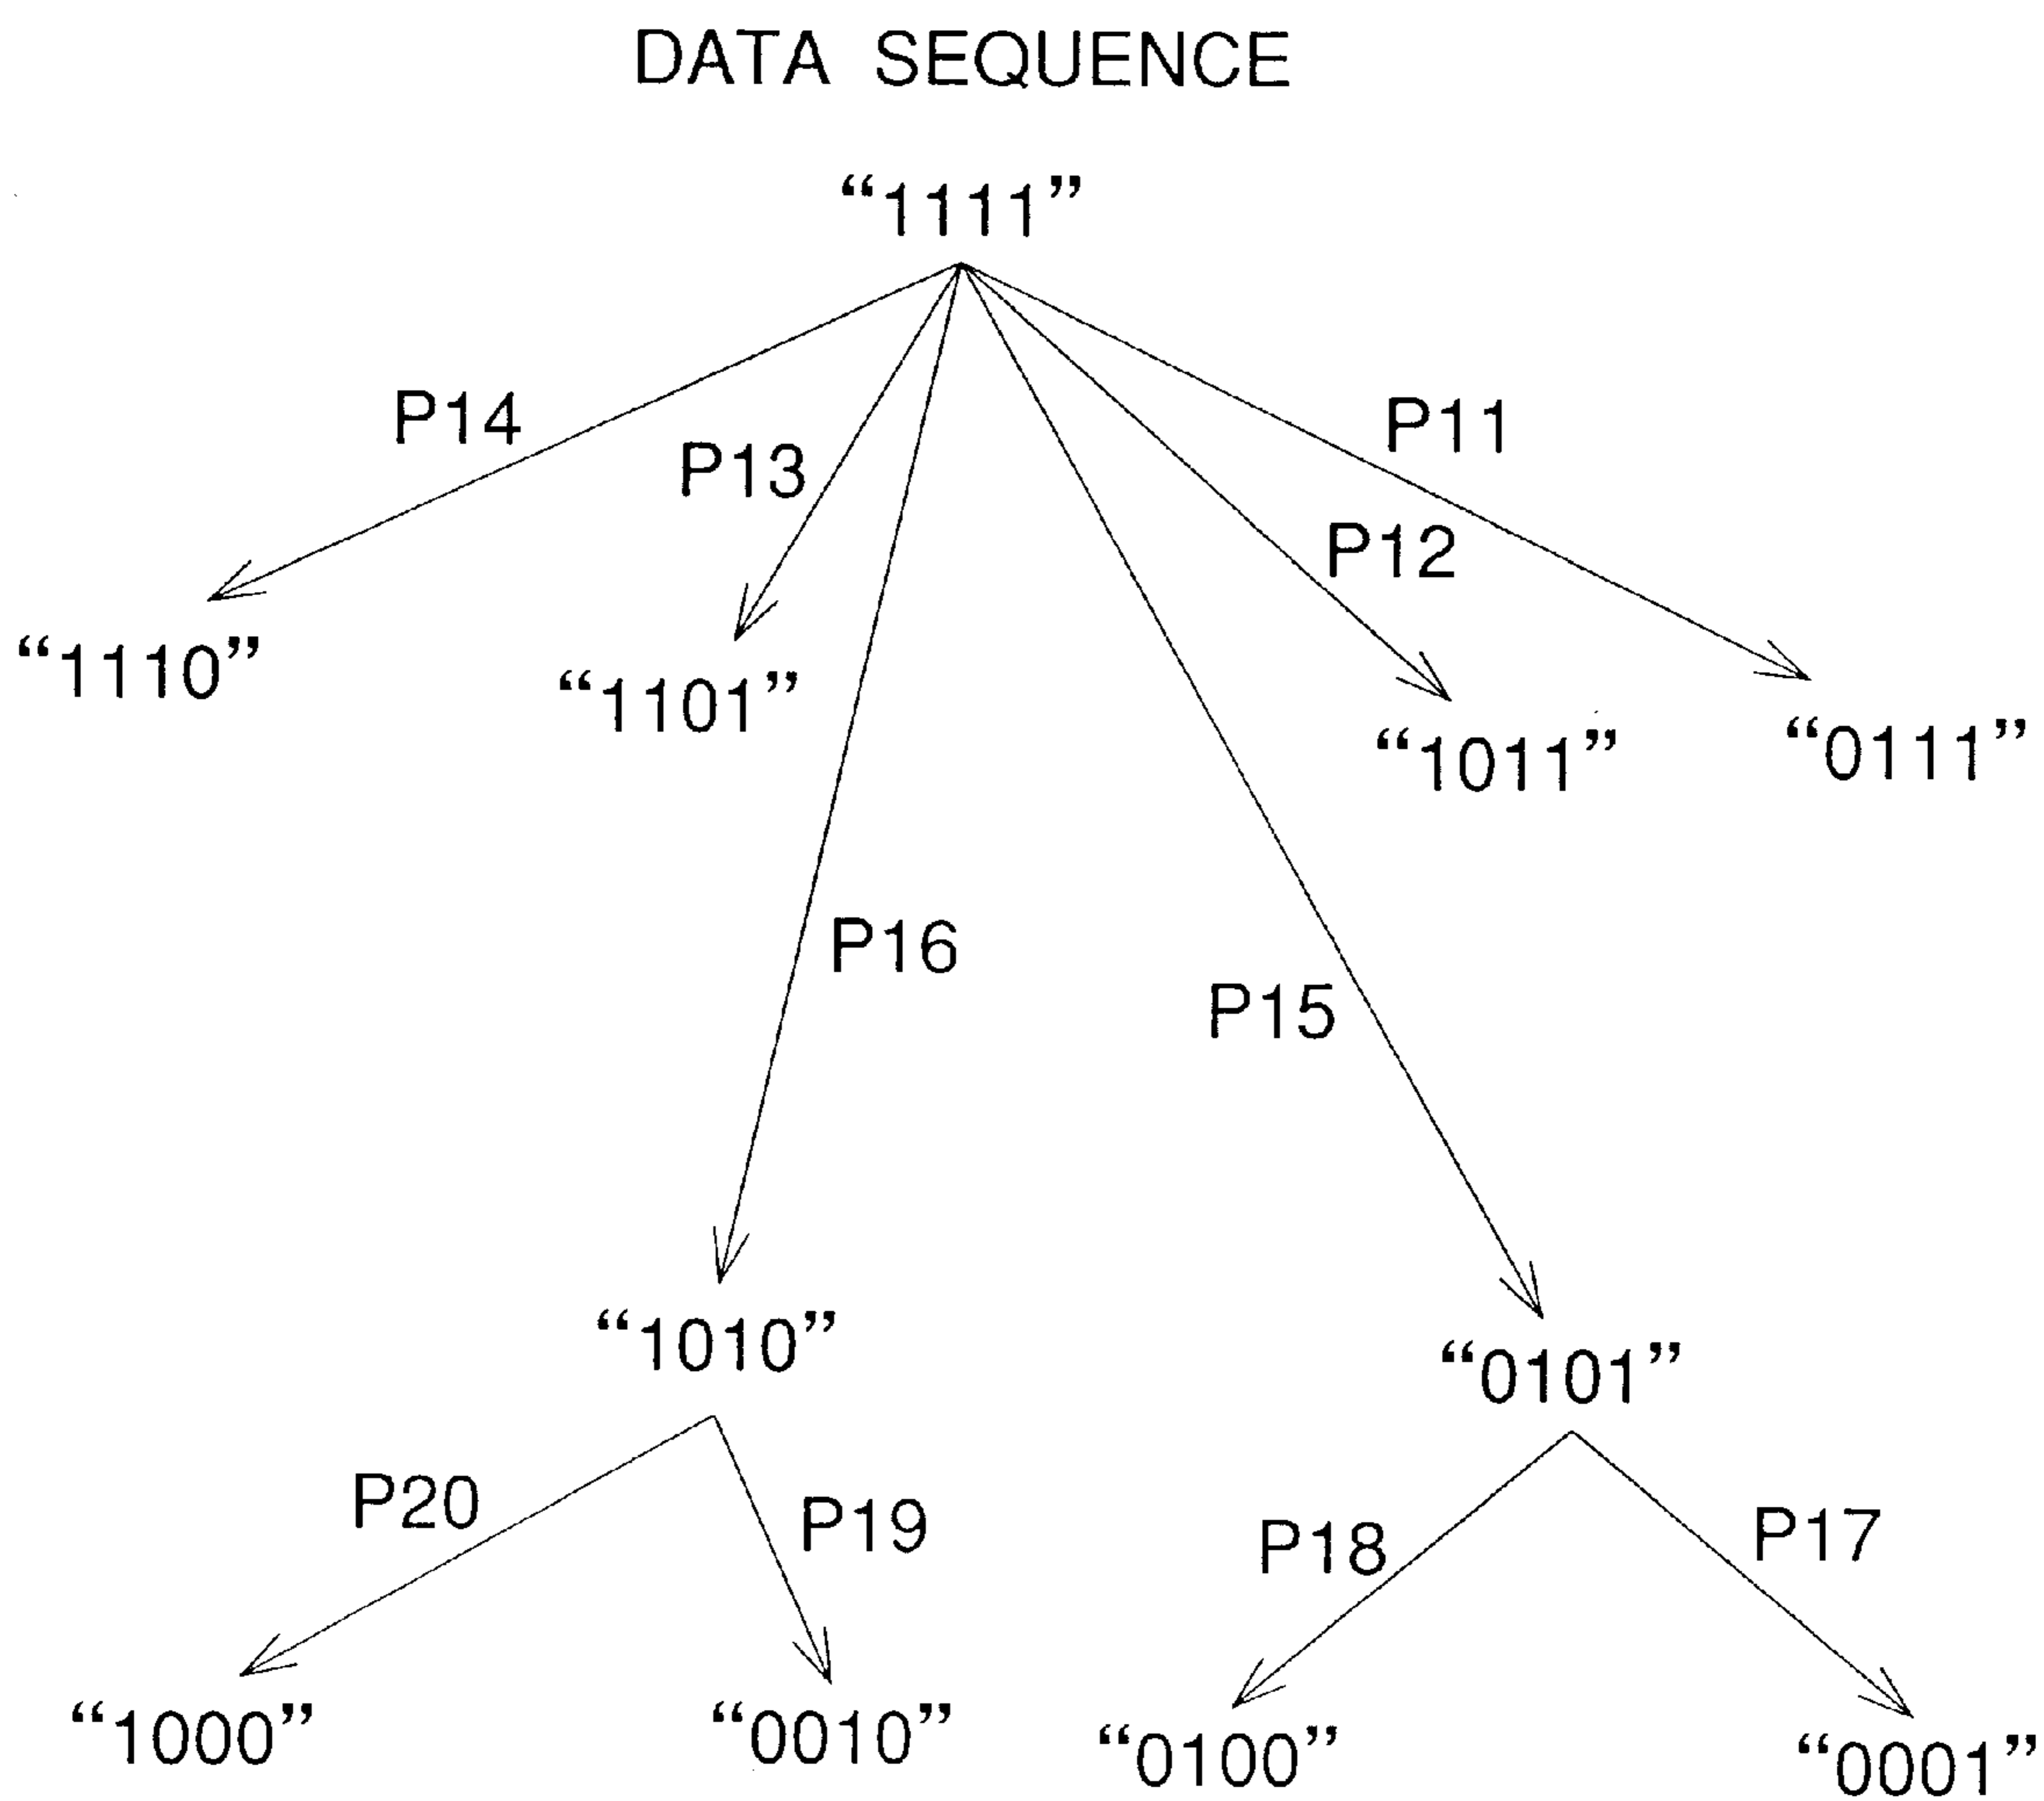 DATA SEQUENCE
“1111”
P14
P13
P11
P12
“1110”
“1101”
“1011”
“0111”
P16
P15
“1010”
“0101”
P20
P19
P18
P17
“1000”
“0010”
“0100”
“0001”